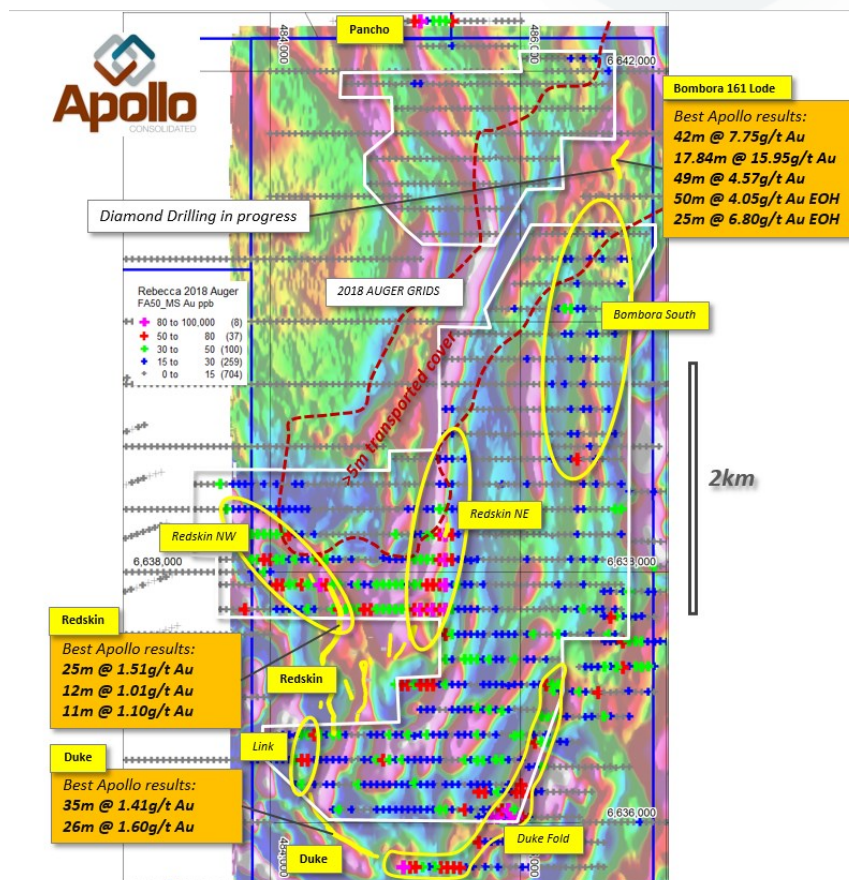 Pancho
484,000
486,000
6,642,000
Apollo
CONSOLIDATED
Bombora 161 Lode
Best Apollo results:
42m @ 7.75g/t Au
17.84m @ 15.95g/t Au
49m @ 4.57g/t Au
50m @ 4.05g/t Au EOH
25m @ 6.80g/t Au EOH
Diamond Drilling in progress
2018 AUGER GRIDS
Rebecca 2018 Auger
FA50_MS Au ppb
80 to 100,000 (8)
50 to 80 (37)
30 to 50 (100)
15 to 30 (259)
0 to 15 (704)
Bombora South
>5m transported cover
2km
Redskin NE
Redskin NW
6,638,000
Redskin
Best Apollo results:
25m @ 1.51g/t Au
12m @ 1.01g/t Au
11m @ 1.10g/t Au
Redskin
Link
Duke
Best Apollo results:
35m @ 1.41g/t Au
26m @ 1.60g/t Au
6,636,000
Duke Fold
Duke
484,000